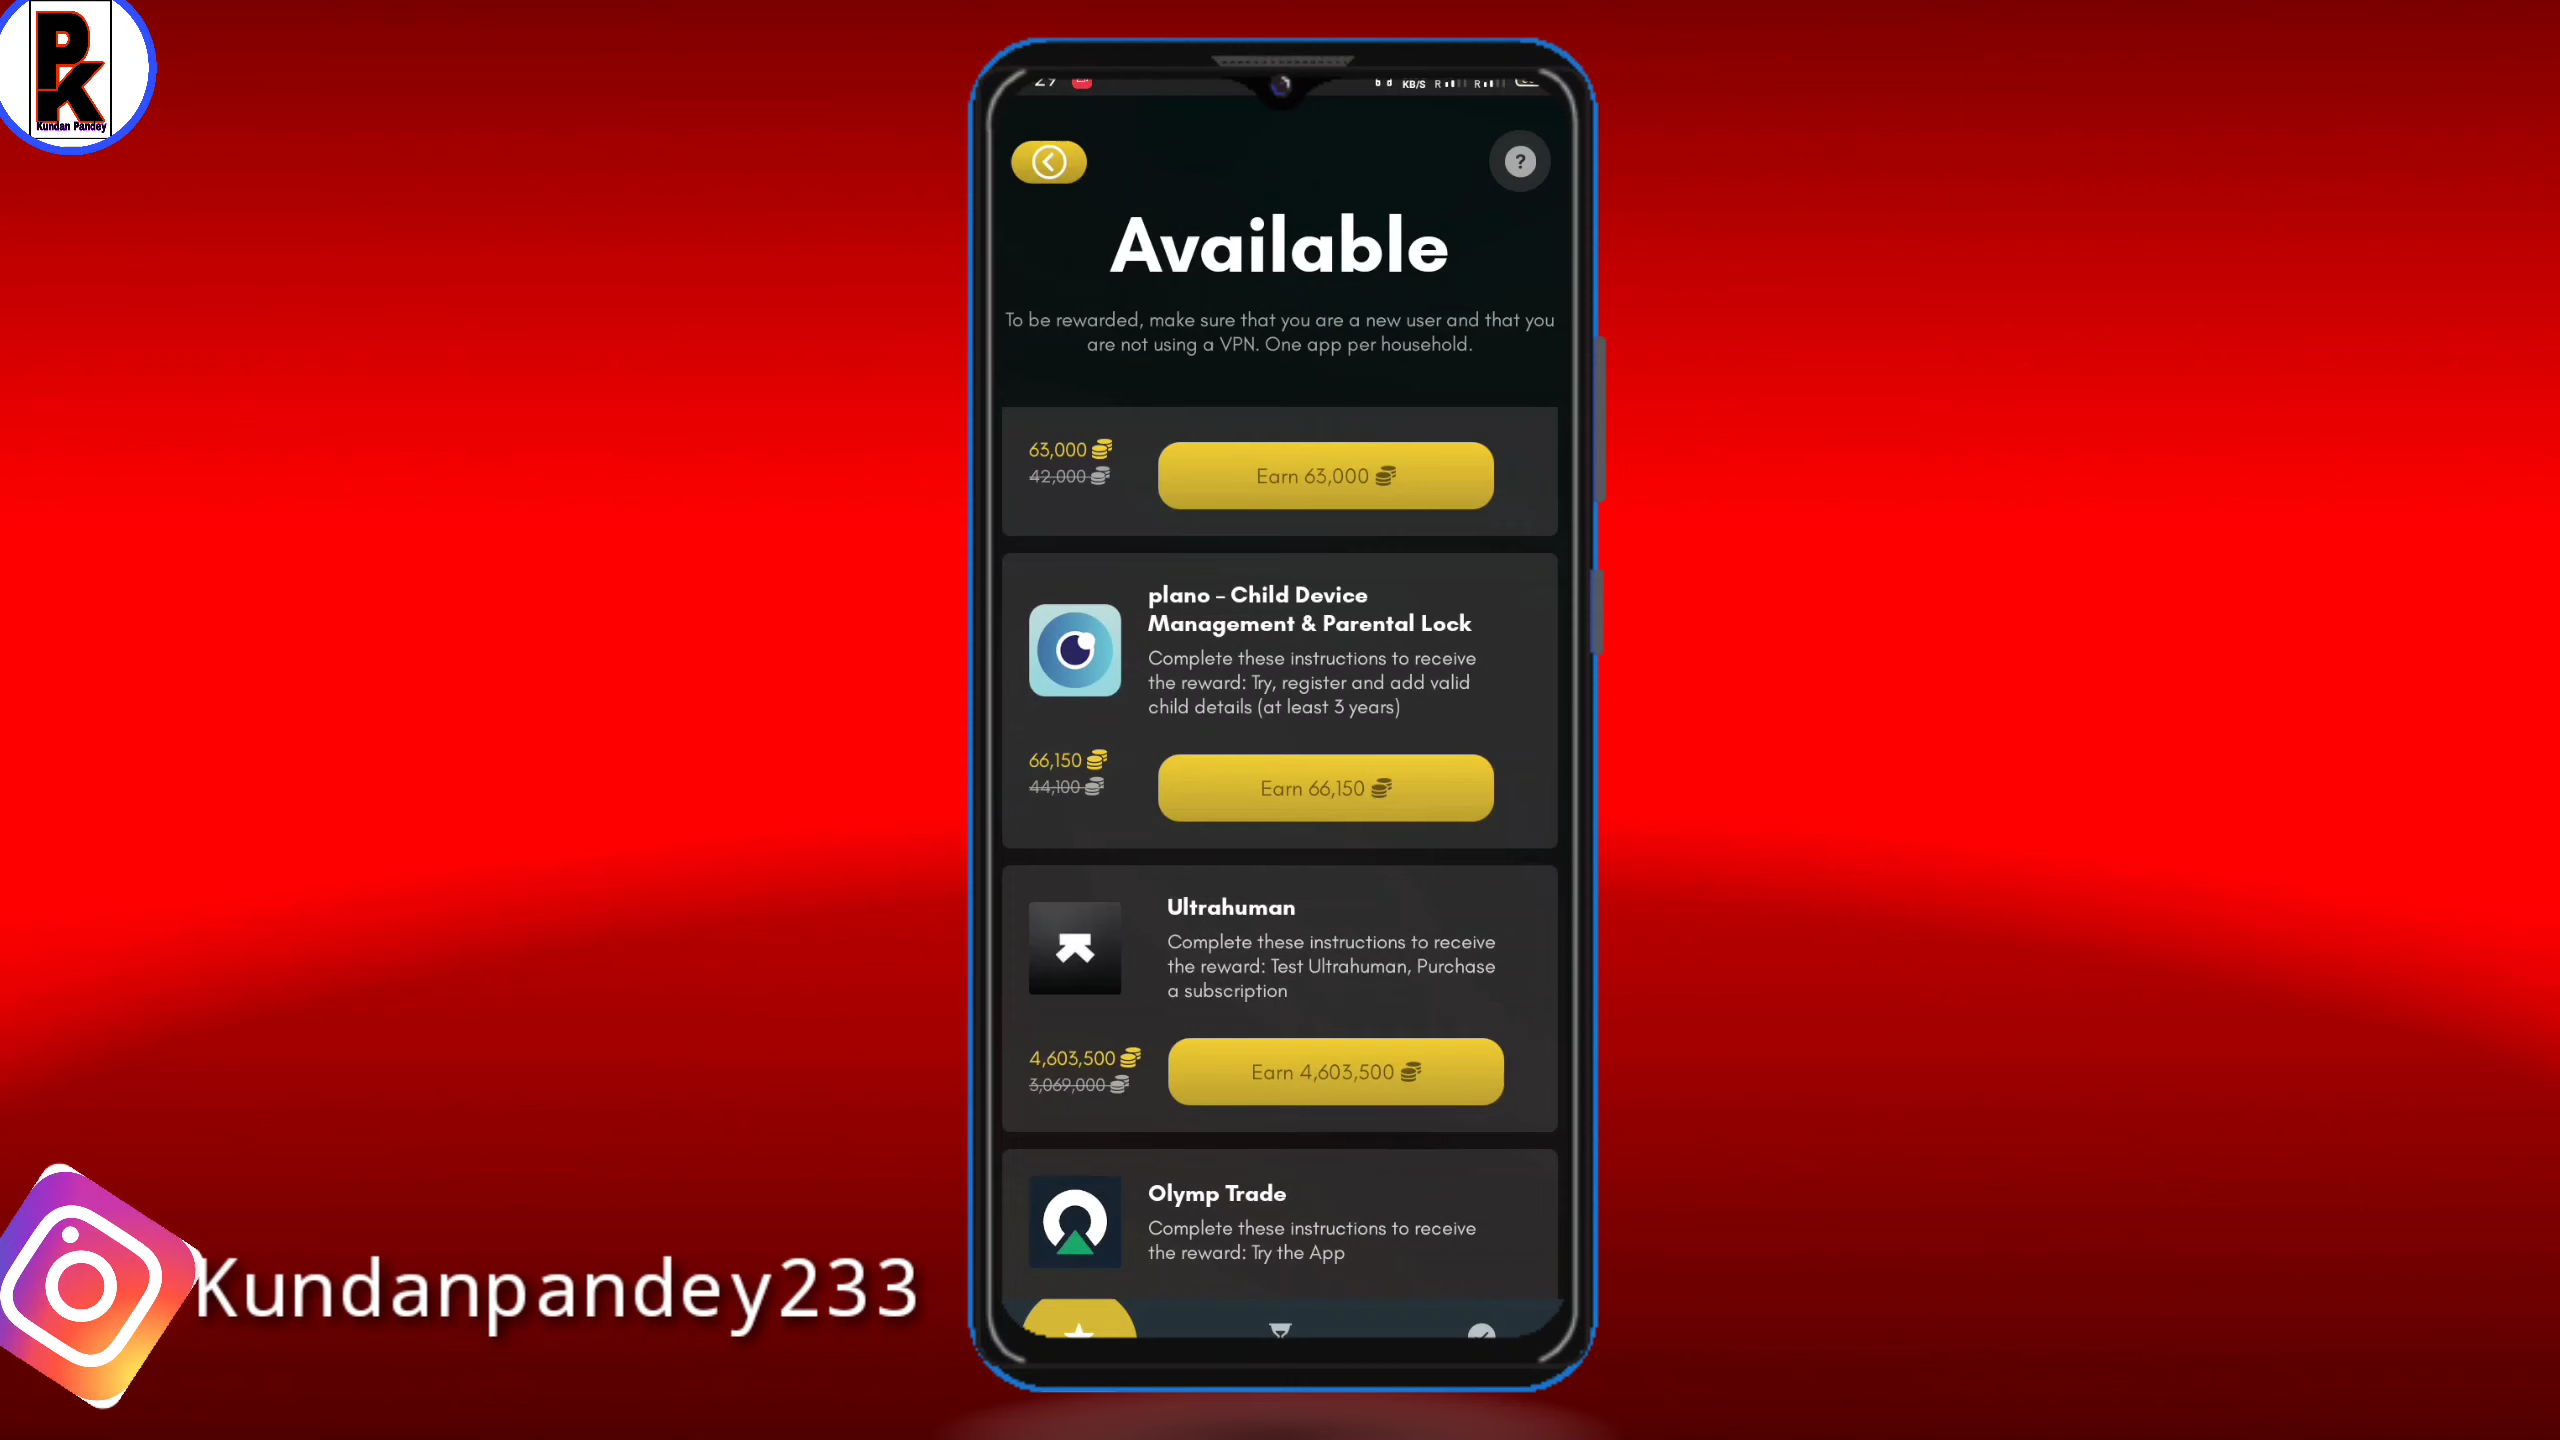 PK
Kundan Pandey
KB/S R R
?
Available
To be rewarded, make sure that you are a new user and that you
are not using a VPN. One app per household.
63,000
42,000
Earn 63,000
plano - Child Device
Management & Parental Lock
Complete these instructions to receive
the reward: Try, register and add valid
child details (at least 3 years)
66,150
44,100
Earn 66,150
Ultrahuman
Complete these instructions to receive
the reward: Test Ultrahuman, Purchase
a subscription
4,603,500
3,069,000
Earn 4,603,500
Olymp Trade
Complete these instructions to receive
the reward: Try the App
Kundanpandey233